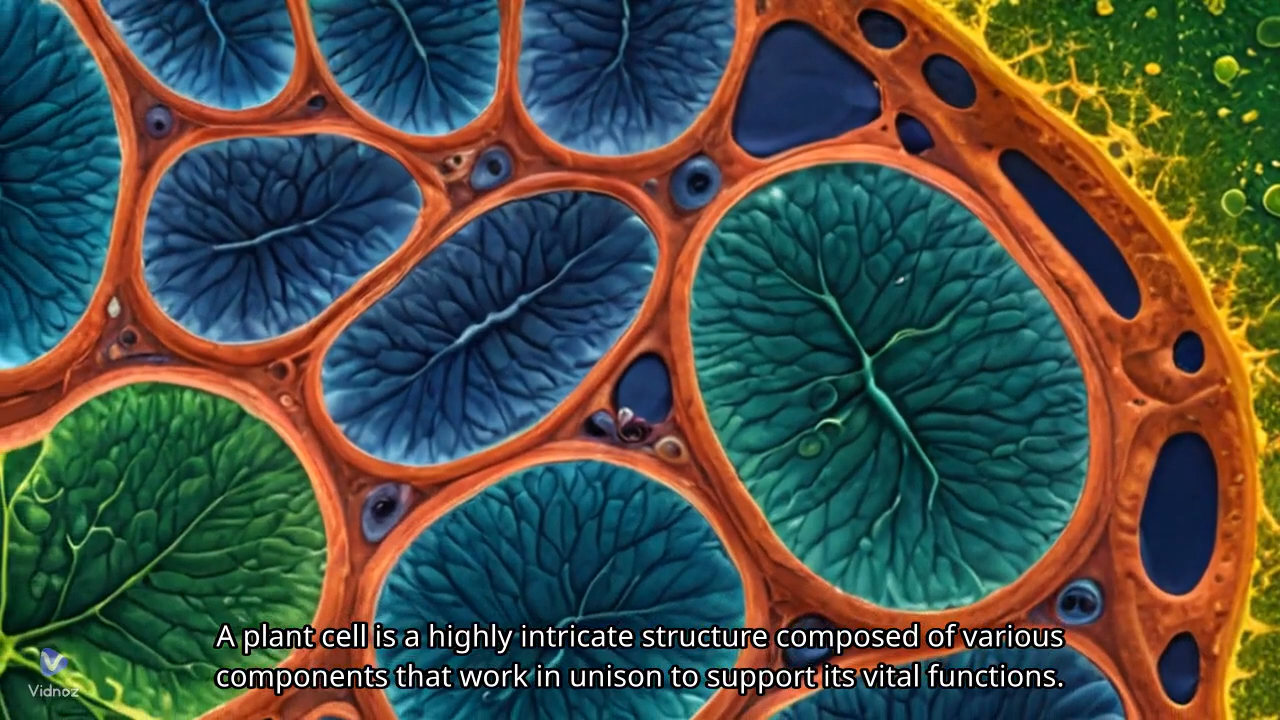 A plant cell is a highly intricate structure composed of various
components that work in unison to support its vital functions.
Vidnoz